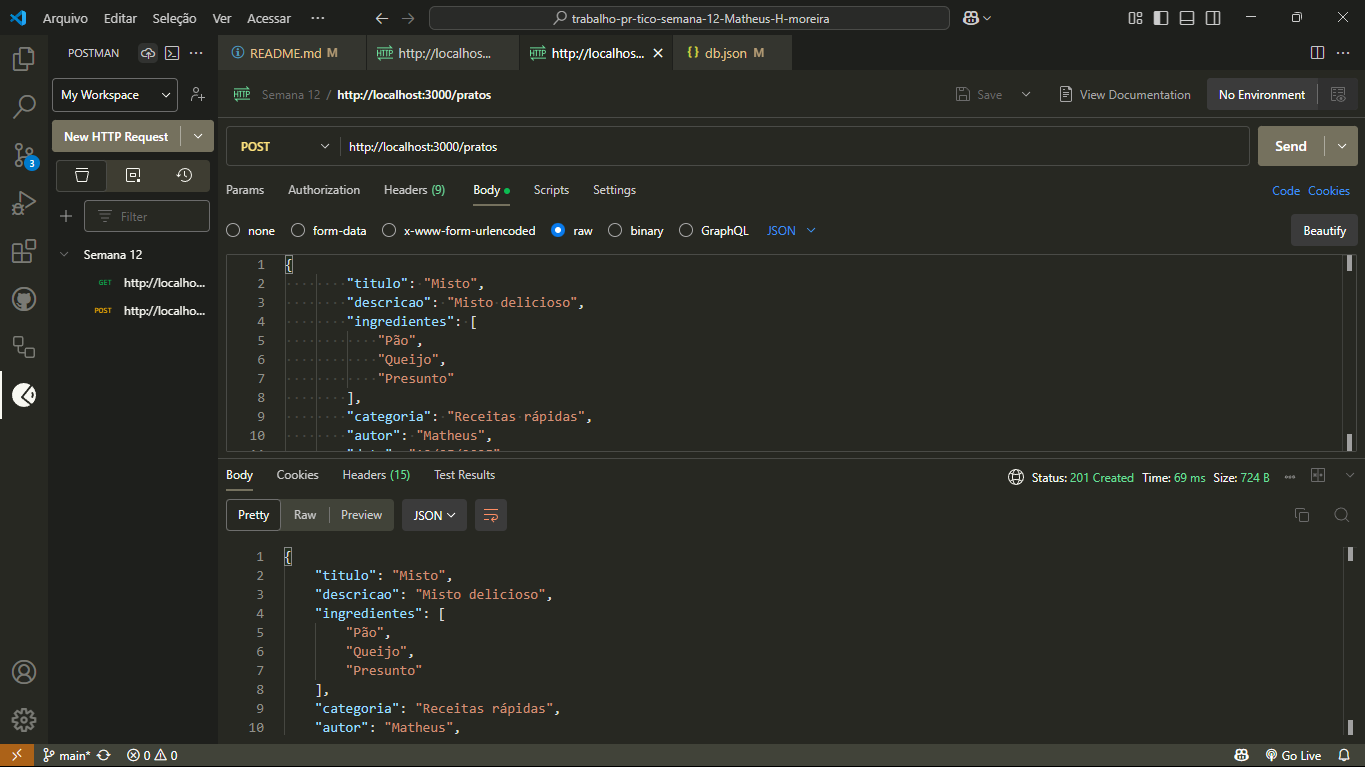 Arquivo Editar Seleção Ver Acessar ··· trabalho-pr-tico-semana-12-Matheus-H-moreira
POSTMAN ··· README.md M http://localhos... http://localhos... db.json M ···
My Workspace
Semana 12 / http://localhost:3000/pratos Save View Documentation No Environment
New HTTP Request
POST http://localhost:3000/pratos Send
3
Params Authorization Headers (9) Body Scripts Settings Code Cookies
Filter
none form-data x-www-form-urlencoded raw binary GraphQL JSON Beautify
Semana 12
GET http://localho...
POST http://localho...
1 {
2 "titulo": "Misto",
3 "descricao": "Misto delicioso",
4 "ingredientes": [
5 "Pão",
6 "Queijo",
7 "Presunto"
8 ],
9 "categoria": "Receitas rápidas",
10 "autor": "Matheus",
Body Cookies Headers (15) Test Results Status: 201 Created Time: 69 ms Size: 724 B
Pretty Raw Preview JSON
1 {
2 "titulo": "Misto",
3 "descricao": "Misto delicioso",
4 "ingredientes": [
5 "Pão",
6 "Queijo",
7 "Presunto"
8 ],
9 "categoria": "Receitas rápidas",
10 "autor": "Matheus",
main* 0 0 Go Live